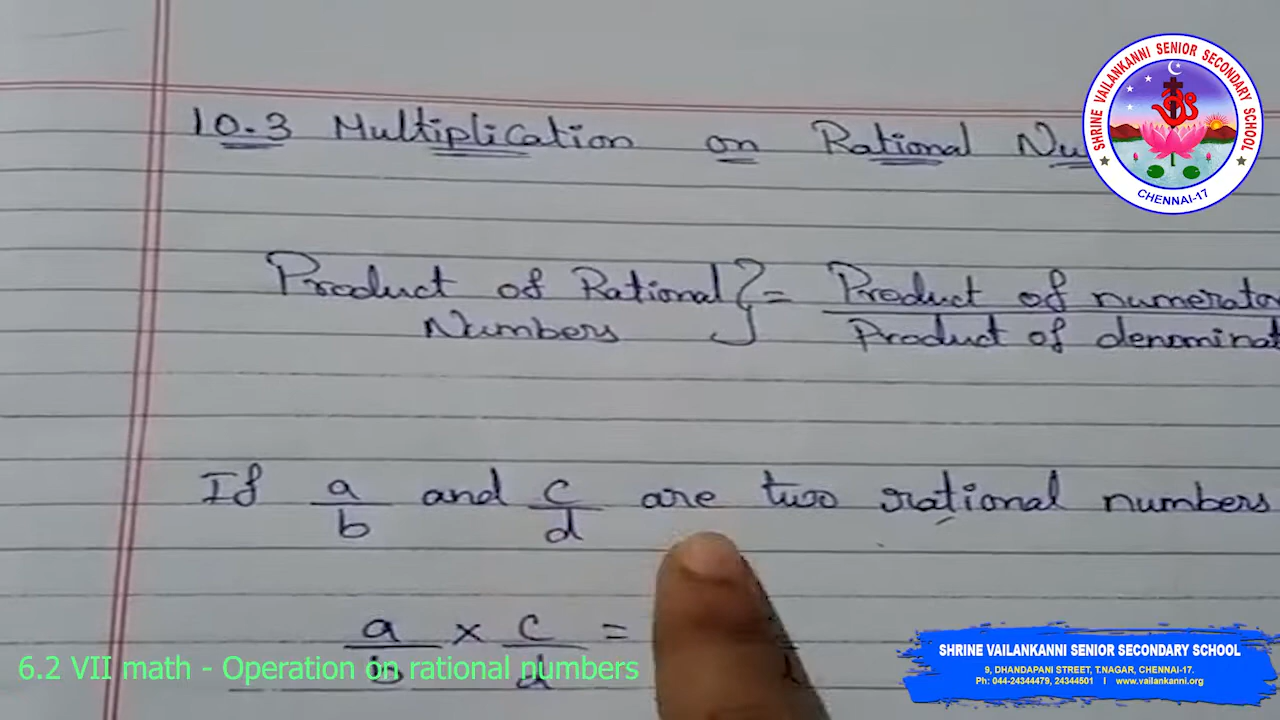 10.3 Multiplication on Rational
Product of Rational } = Product of numerato
Numbers Product of denomina
If a/b and c/d are two rational numbers
a/b × c/d =
6.2 VII math - Operation on rational numbers
SHRINE VAILANKANNI SENIOR SECONDARY SCHOOL
CHENNAI-17
SHRINE VAILANKANNI SENIOR SECONDARY SCHOOL
9, DHANDAPANI STREET, T.NAGAR, CHENNAI-17.
Ph: 044-24344479, 24344501 I www.vailankanni.org